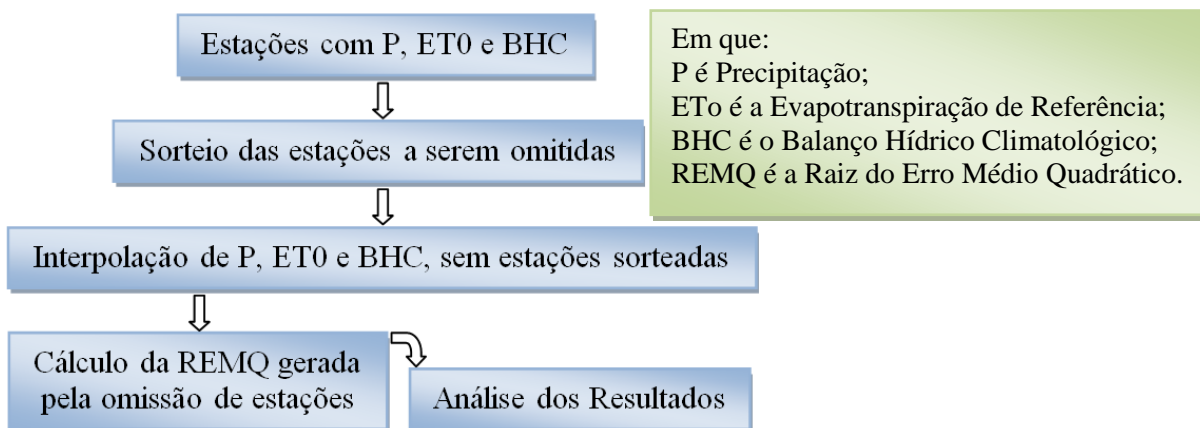 Estações com P, ET0 e BHC
Sorteio das estações a serem omitidas
Interpolação de P, ET0 e BHC, sem estações sorteadas
Cálculo da REMQ gerada
pela omissão de estações
Análise dos Resultados
Em que:
P é Precipitação;
ETo é a Evapotranspiração de Referência;
BHC é o Balanço Hídrico Climatológico;
REMQ é a Raiz do Erro Médio Quadrático.